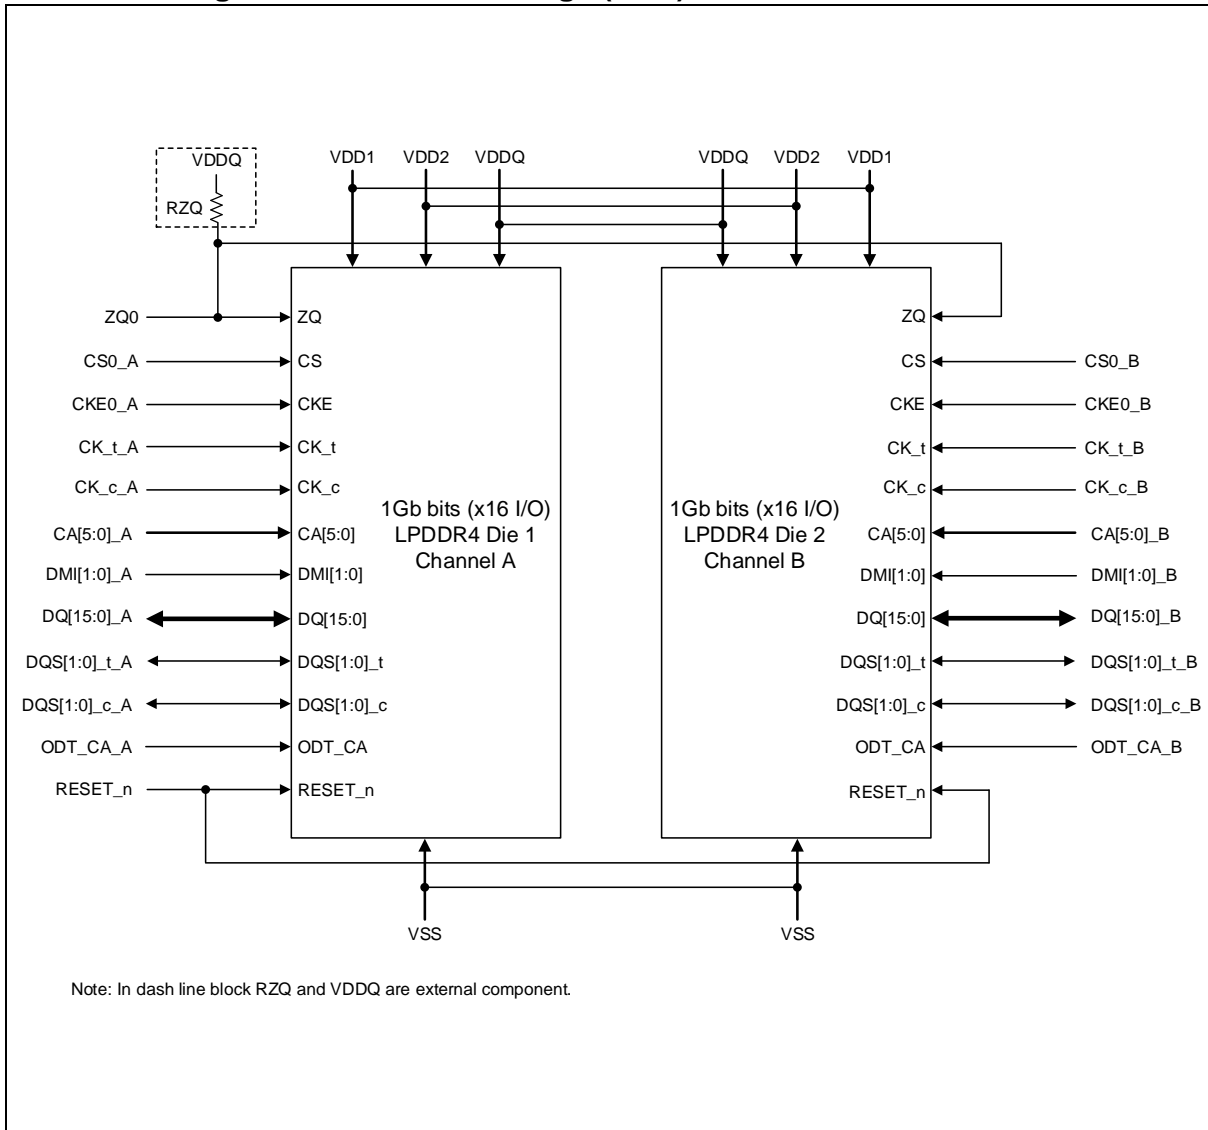 VDDQ
RZQ
VDD1 VDD2 VDDQ
VDDQ VDD2 VDD1
ZQ0
CS0_A
CKE0_A
CK_t_A
CK_c_A
CA[5:0]_A
DMI[1:0]_A
DQ[15:0]_A
DQS[1:0]_t_A
DQS[1:0]_c_A
ODT_CA_A
RESET_n
ZQ
CS
CKE
CK_t
CK_c
CA[5:0]
DMI[1:0]
DQ[15:0]
DQS[1:0]_t
DQS[1:0]_c
ODT_CA
RESET_n
1Gb bits (x16 I/O)
LPDDR4 Die 1
Channel A
1Gb bits (x16 I/O)
LPDDR4 Die 2
Channel B
ZQ
CS
CKE
CK_t
CK_c
CA[5:0]
DMI[1:0]
DQ[15:0]
DQS[1:0]_t
DQS[1:0]_c
ODT_CA
RESET_n
CS0_B
CKE0_B
CK_t_B
CK_c_B
CA[5:0]_B
DMI[1:0]_B
DQ[15:0]_B
DQS[1:0]_t_B
DQS[1:0]_c_B
ODT_CA_B
VSS
VSS
Note: In dash line block RZQ and VDDQ are external component.